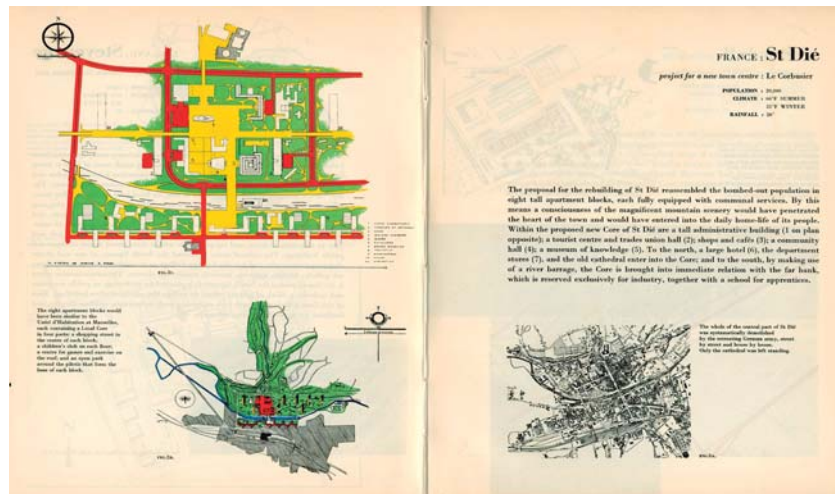 N
The eight apartment blocks would
have been similar to the
Unité d'Habitation at Marseilles,
each containing a Local Core
in four parts: a shopping street in
the centre of each block,
a children's club on each floor;
a centre for games and exercise on
the roof; and an open park
around the pilotis that form the
base of each block.
FRANCE : St Dié
project for a new town centre : Le Corbusier
POPULATION : 20,000
CLIMATE : SUMMER
WINTER
RAINFALL :
The proposal for the rebuilding of St Dié reassembled the bombed-out population in
eight tall apartment blocks, each fully equipped with communal services. By this
means a consciousness of the magnificent mountain scenery would have penetrated
the heart of the town and would have entered into the daily home-life of its people.
Within the proposed new Core of St Dié are a tall administrative building (1 on plan
opposite); a tourist centre and trades union hall (2); shops and cafés (3); a community
hall (4); a museum of knowledge (5). To the north, a large hotel (6), the department
stores (7), and the old cathedral enter into the Core; and to the south, by making use
of a river barrage, the Core is brought into immediate relation with the far bank,
which is reserved exclusively for industry, together with a school for apprentices.
The whole of the central part of St Dié
was systematically demolished
by the retreating German army, street
by street and house by house.
Only the cathedral was left standing.